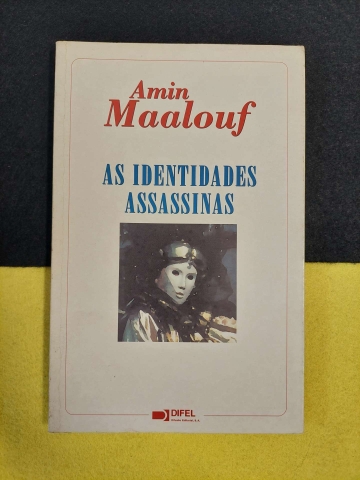 Amin
Maalouf
AS IDENTIDADES
ASSASSINAS
DIFEL